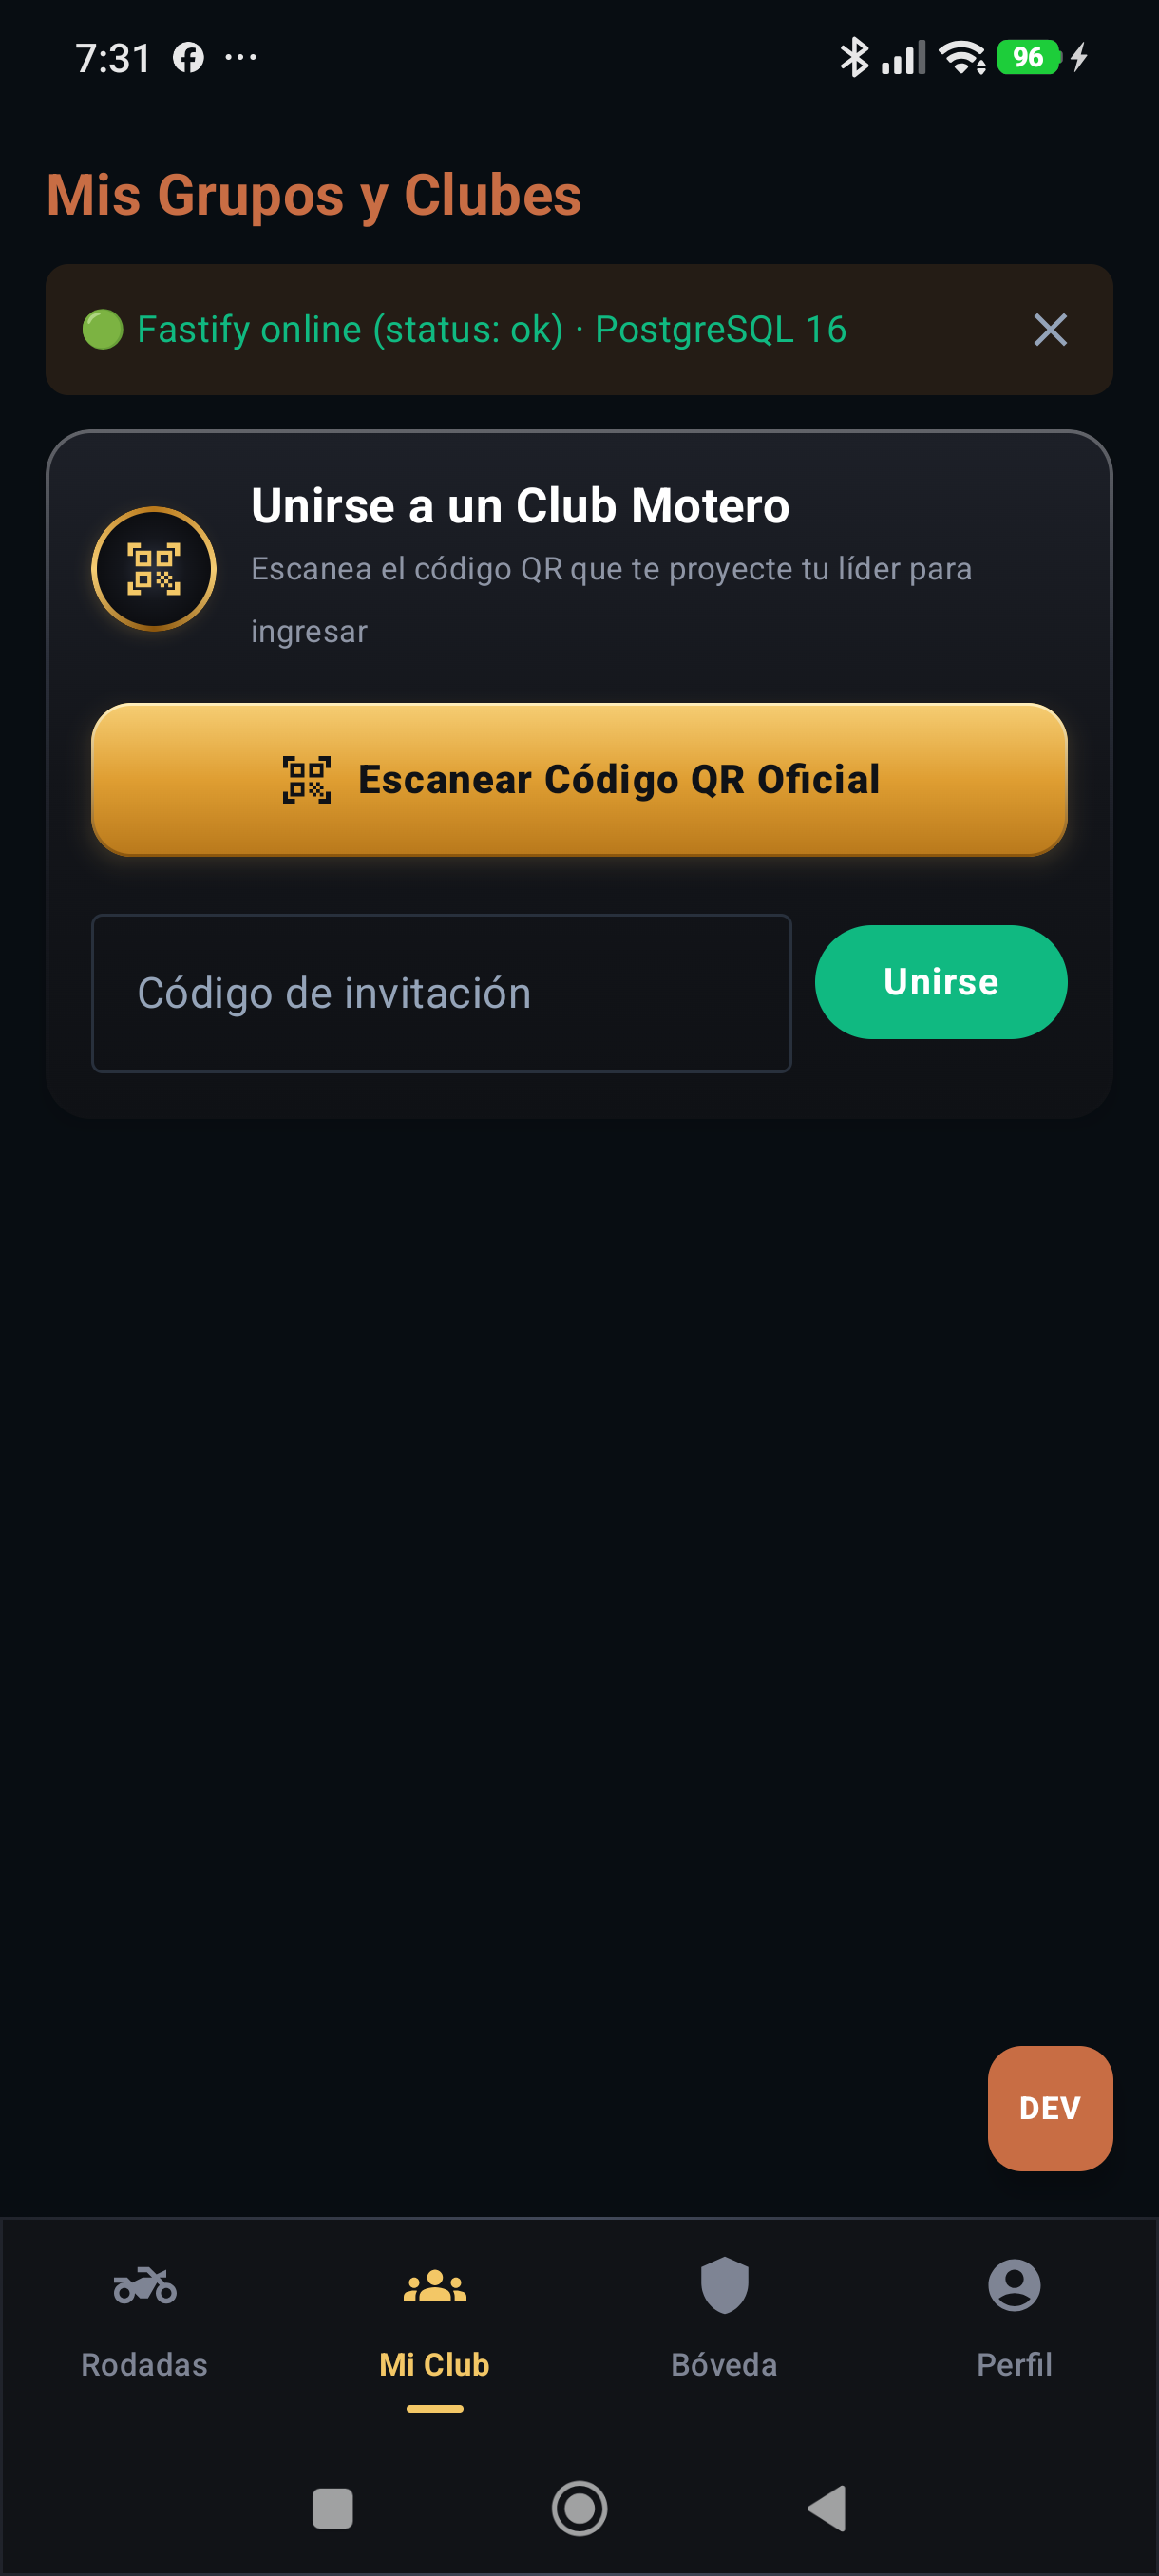 7:31
96
Mis Grupos y Clubes
Fastify online (status: ok) · PostgreSQL 16
Unirse a un Club Motero
Escanea el código QR que te proyecte tu líder para
ingresar
Escanear Código QR Oficial
Código de invitación
Unirse
DEV
Rodadas
Mi Club
Bóveda
Perfil